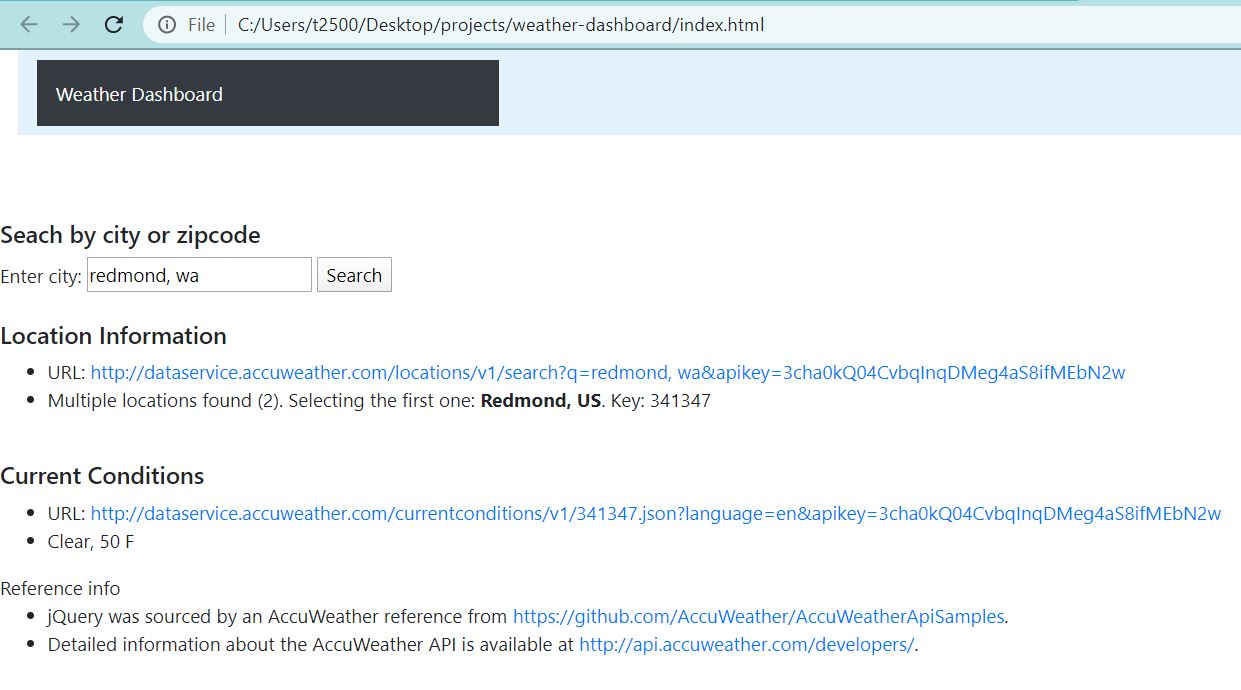 File C:/Users/t2500/Desktop/projects/weather-dashboard/index.html
Weather Dashboard
Seach by city or zipcode
Enter city: redmond, wa Search
Location Information
• URL: http://dataservice.accuweather.com/locations/v1/search?q=redmond, wa&apikey=3cha0kQ04CvbqInqDMeg4aS8ifMEbN2w
• Multiple locations found (2). Selecting the first one: Redmond, US. Key: 341347
Current Conditions
• URL: http://dataservice.accuweather.com/currentconditions/v1/341347.json?language=en&apikey=3cha0kQ04CvbqInqDMeg4aS8ifMEbN2w
• Clear, 50 F
Reference info
• jQuery was sourced by an AccuWeather reference from https://github.com/AccuWeather/AccuWeatherApiSamples.
• Detailed information about the AccuWeather API is available at http://api.accuweather.com/developers/.